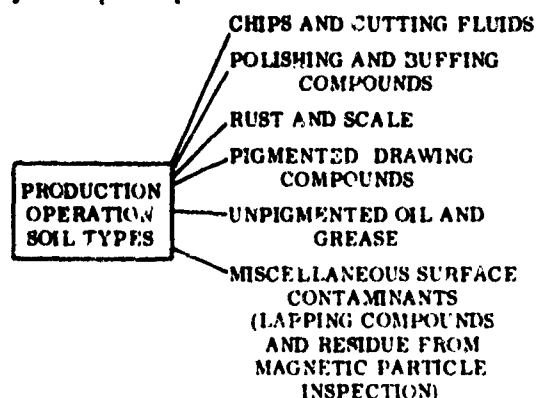 CHIPS AND CUTTING FLUIDS
POLISHING AND BUFFING
COMPOUNDS
RUST AND SCALE
PIGMENTED DRAWING
COMPOUNDS
PRODUCTION
OPERATION
SOIL TYPES
UNPIGMENTED OIL AND
GREASE
MISCELLANEOUS SURFACE
CONTAMINANTS
(LAPPING COMPOUNDS
AND RESIDUE FROM
MAGNETIC PARTICLE
INSPECTION)